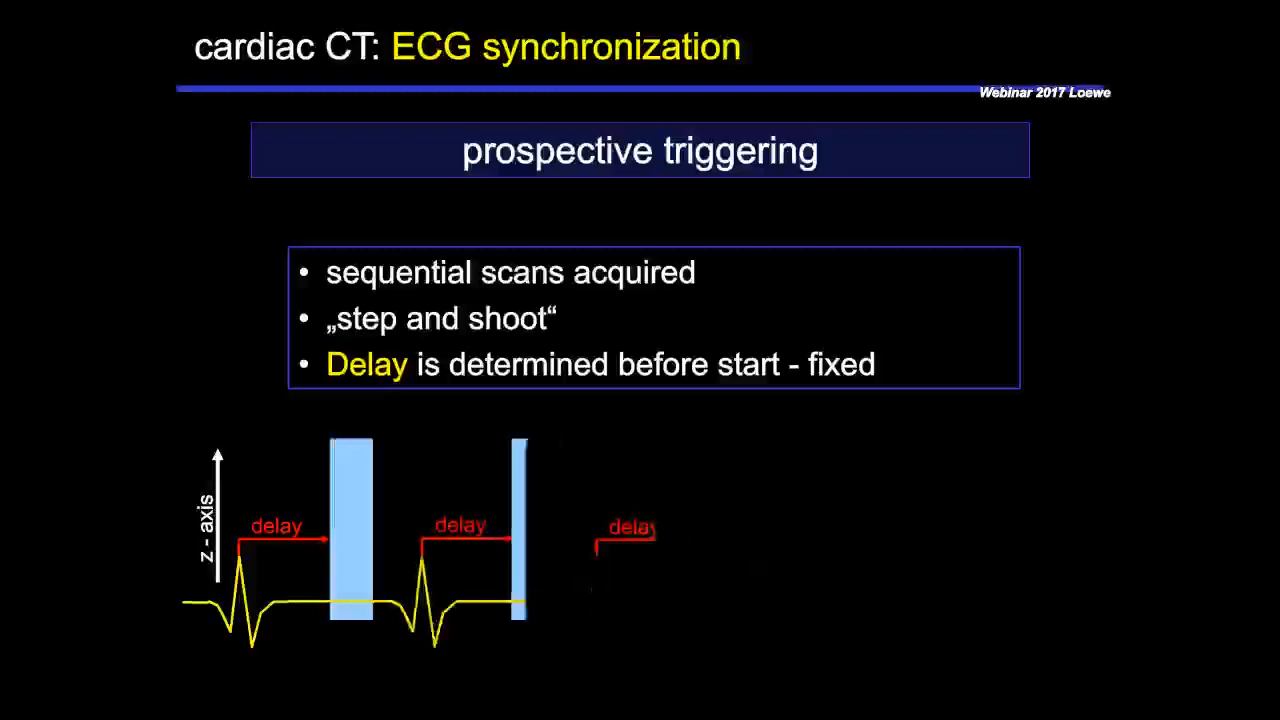 cardiac CT: ECG synchronization
Webinar 2017 Loewe
prospective triggering
• sequential scans acquired
• „step and shoot“
• Delay is determined before start - fixed
z - axis
delay
delay
delay